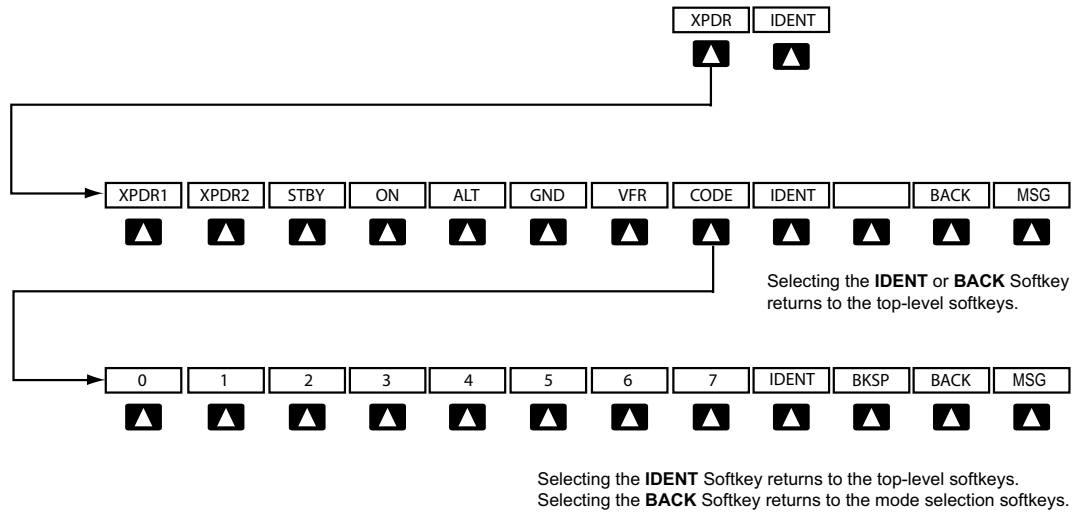 XPDR IDENT
XPDR1 XPDR2 STBY ON ALT GND VFR CODE IDENT BACK MSG
Selecting the IDENT or BACK Softkey
returns to the top-level softkeys.
0 1 2 3 4 5 6 7 IDENT BKSP BACK MSG
Selecting the IDENT Softkey returns to the top-level softkeys.
Selecting the BACK Softkey returns to the mode selection softkeys.